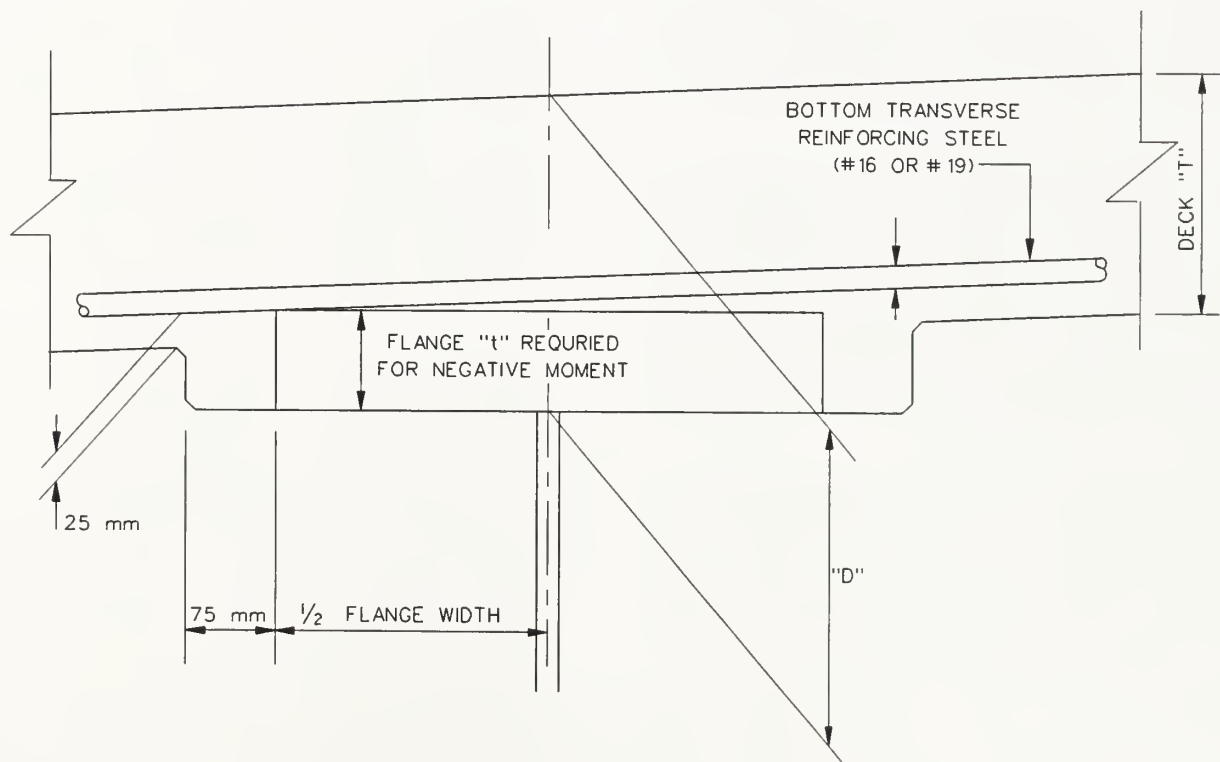 BOTTOM TRANSVERSE
REINFORCING STEEL
(#16 OR #19)
DECK "T"
FLANGE "t" REQURIED
FOR NEGATIVE MOMENT
25 mm
"D"
75 mm
1/2 FLANGE WIDTH